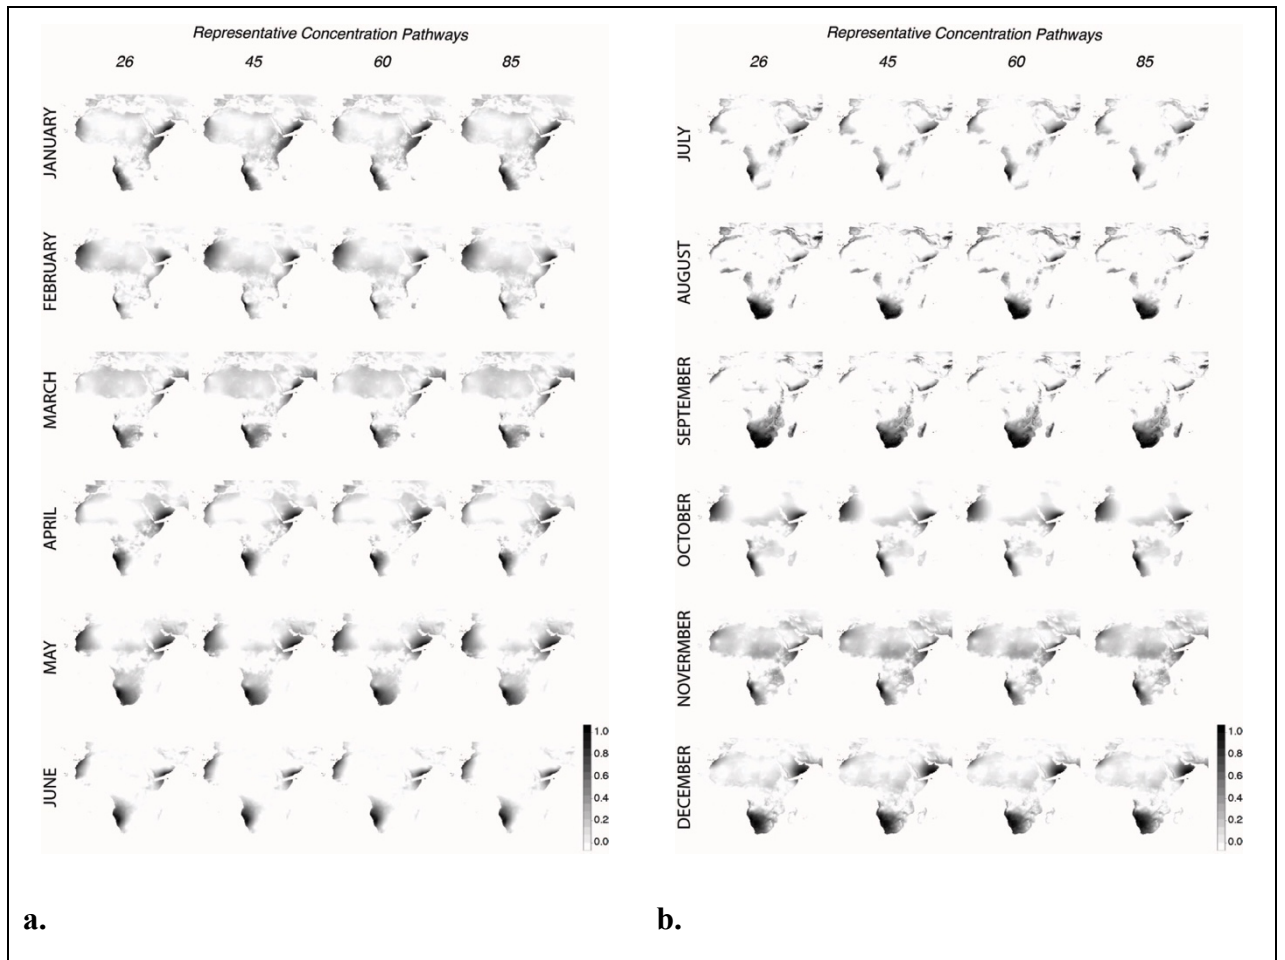 Representative Concentration Pathways
26 45 60 85
JANUARY
FEBRUARY
MARCH
APRIL
MAY
JUNE
1.0
0.8
0.6
0.4
0.2
0.0
a.
Representative Concentration Pathways
26 45 60 85
JULY
AUGUST
SEPTEMBER
OCTOBER
NOVERMBER
DECEMBER
1.0
0.8
0.6
0.4
0.2
0.0
b.